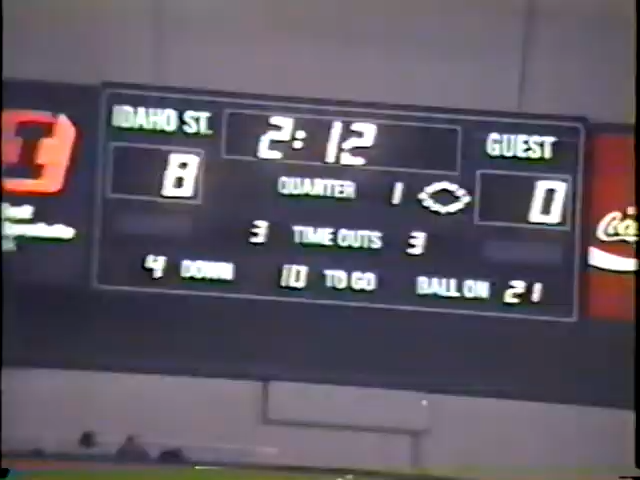 IDAHO ST.
2:12
GUEST
8
QUARTER 1
0
3 TIME OUTS 3
4 DOWN 10 TO GO BALL ON 21